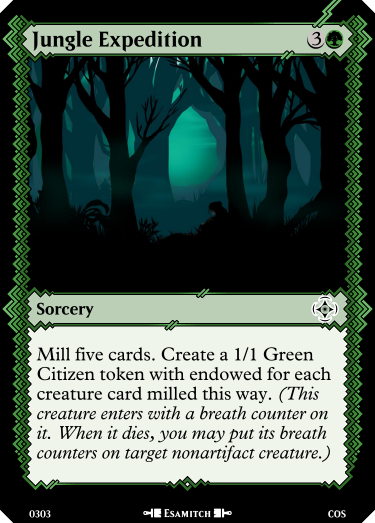 Jungle Expedition 3
Sorcery
Mill five cards. Create a 1/1 Green
Citizen token with endowed for each
creature card milled this way. (This
creature enters with a breath counter on
it. When it dies, you may put its breath
counters on target nonartifact creature.)
0303 Esamitch COS